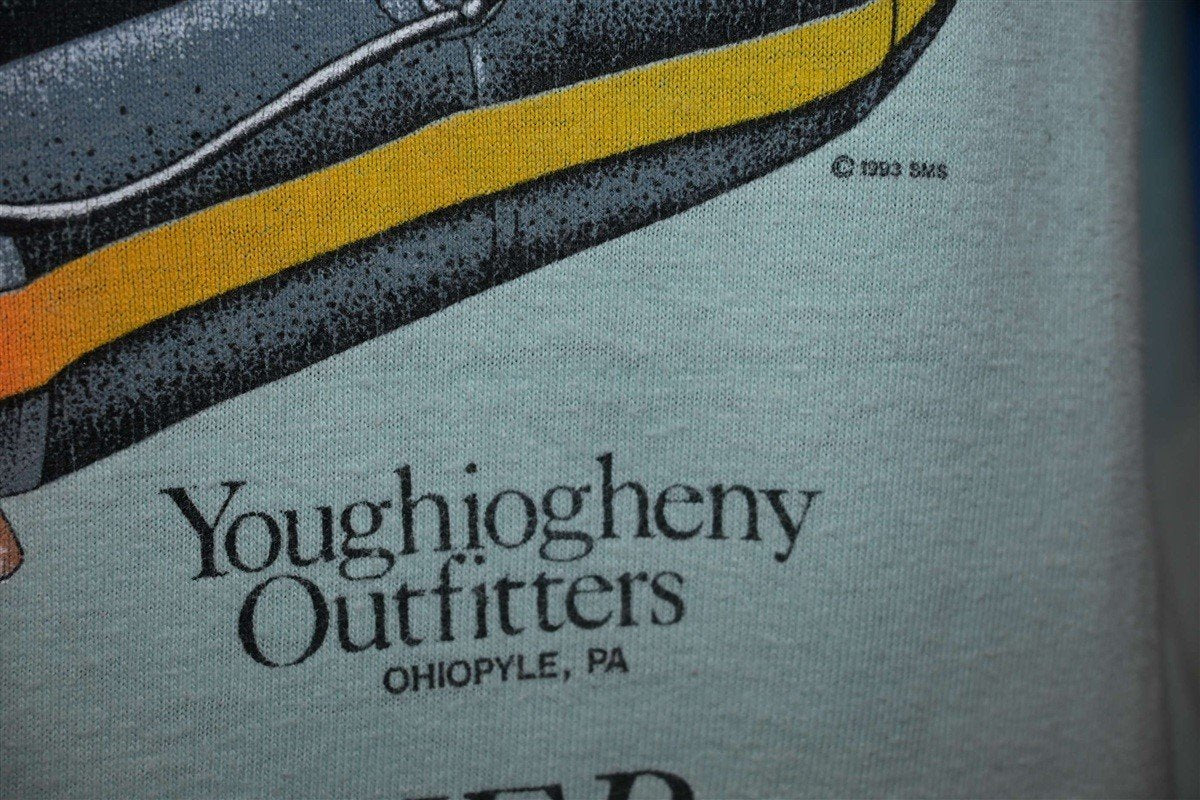 © 1993 SMS
Youghiogheny
Outfitters
OHIOPYLE, PA